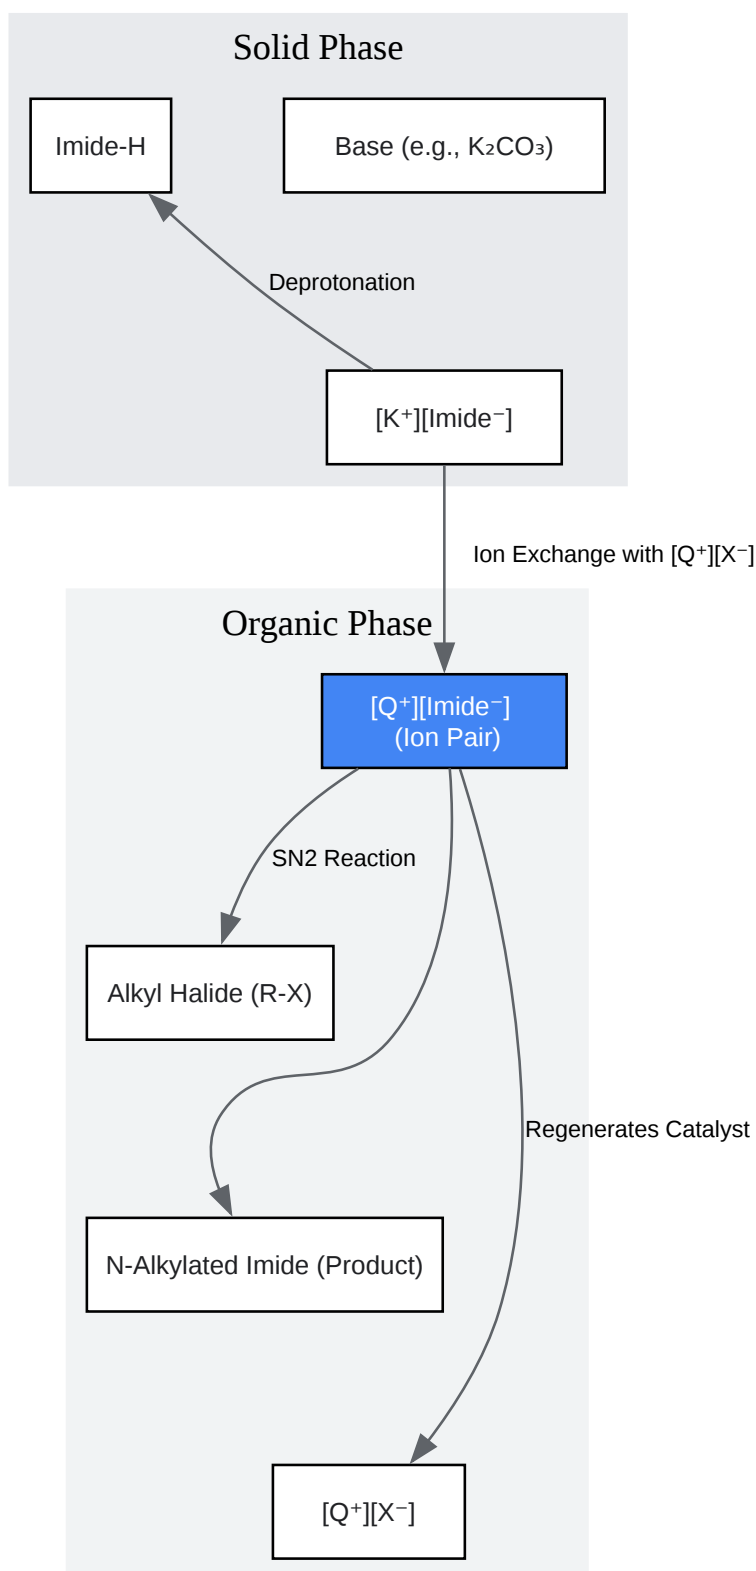 Solid Phase
Imide-H
Base (e.g., K₂CO₃)
Deprotonation
[K⁺][Imide⁻]
Ion Exchange with [Q⁺][X⁻]
Organic Phase
[Q⁺][Imide⁻]
(Ion Pair)
SN2 Reaction
Alkyl Halide (R-X)
Regenerates Catalyst
N-Alkylated Imide (Product)
[Q⁺][X⁻]